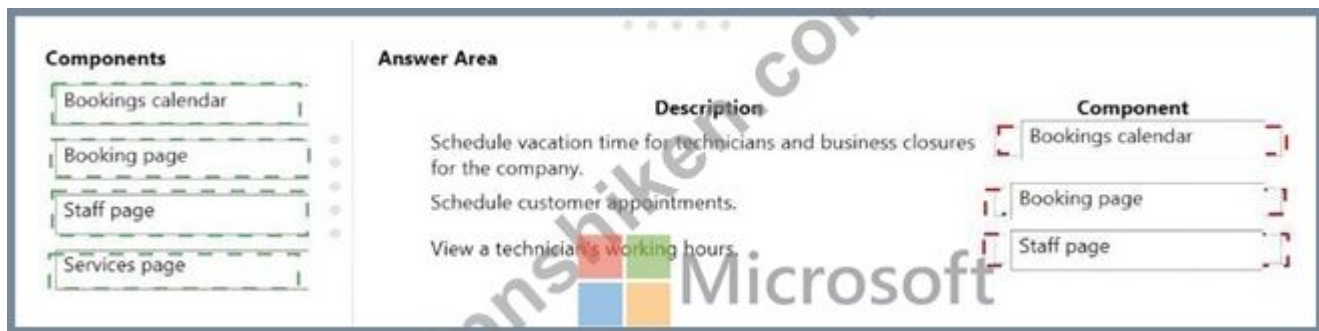 Components
Bookings calendar
Booking page
Staff page
Services page
Answer Area
Description
Component
Schedule vacation time for technicians and business closures
for the company.
Bookings calendar
Schedule customer appointments.
Booking page
View a technician's working hours.
Staff page
Microsoft
anshiken.com